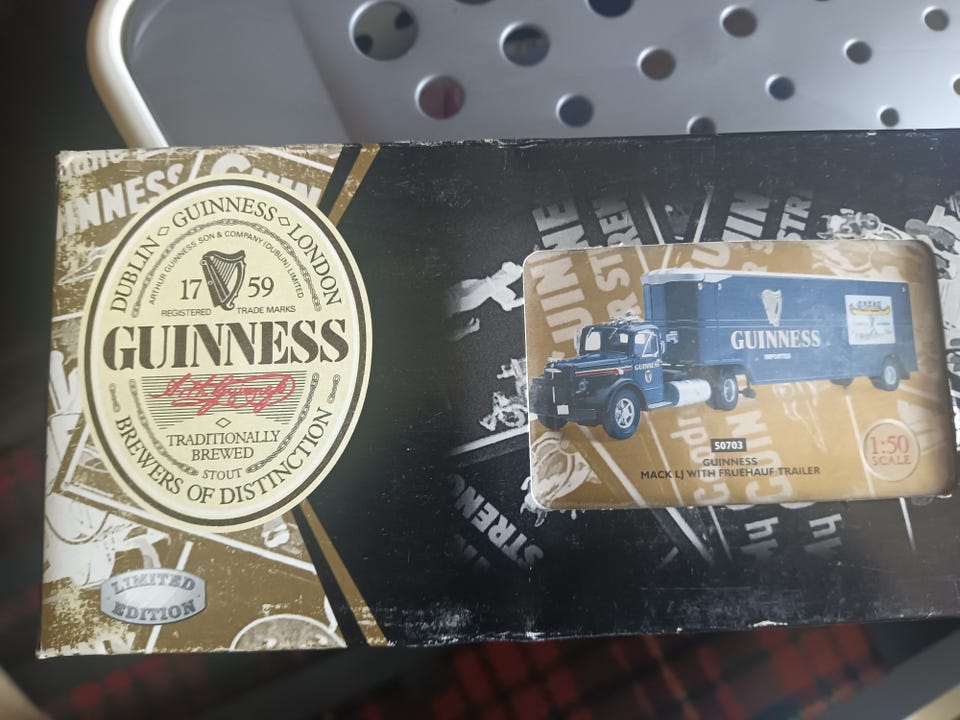 DUBLIN ◇ GUINNESS ◇ LONDON
ARTHUR GUINNESS SON & COMPANY (DUBLIN) LIMITED
17 59
REGISTERED TRADE MARKS
GUINNESS
TRADITIONALLY
BREWED
STOUT
BREWERS OF DISTINCTION
LIMITED
EDITION
GUINNESS
IMPORTED
GUINNESS
50703
GUINNESS
MACK LJ WITH FRUEHAUF TRAILER
1:50
SCALE